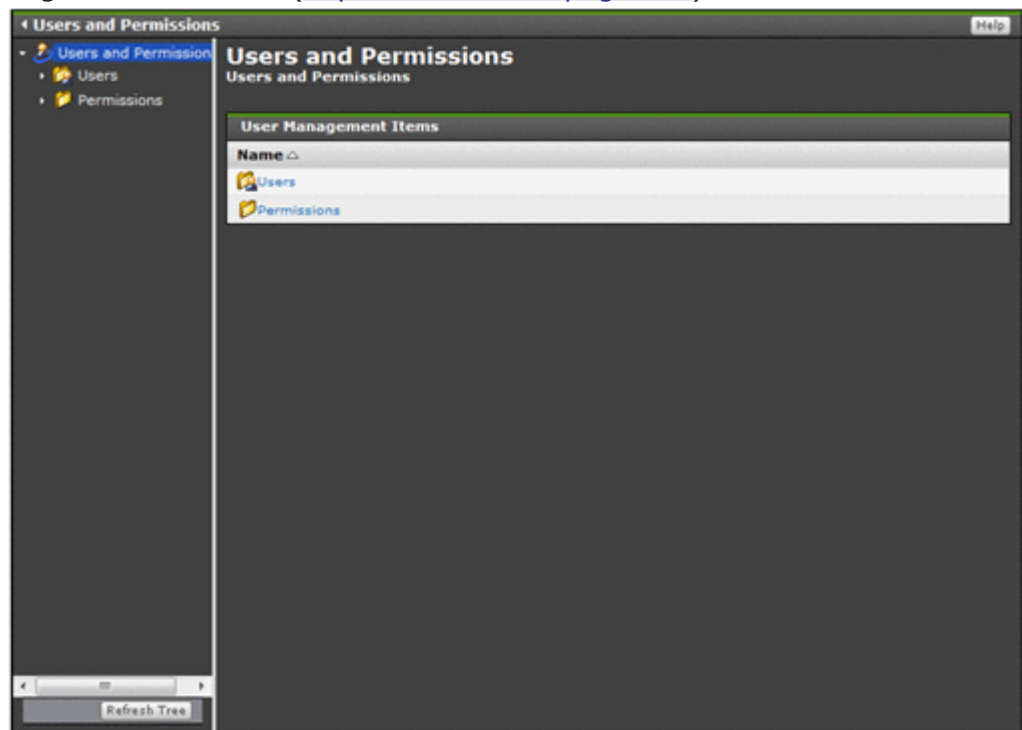 Users and Permissions
Help
Users and Permission
Users
Permissions
Users and Permissions
Users and Permissions
User Management Items
Name
Users
Permissions
Refresh Tree